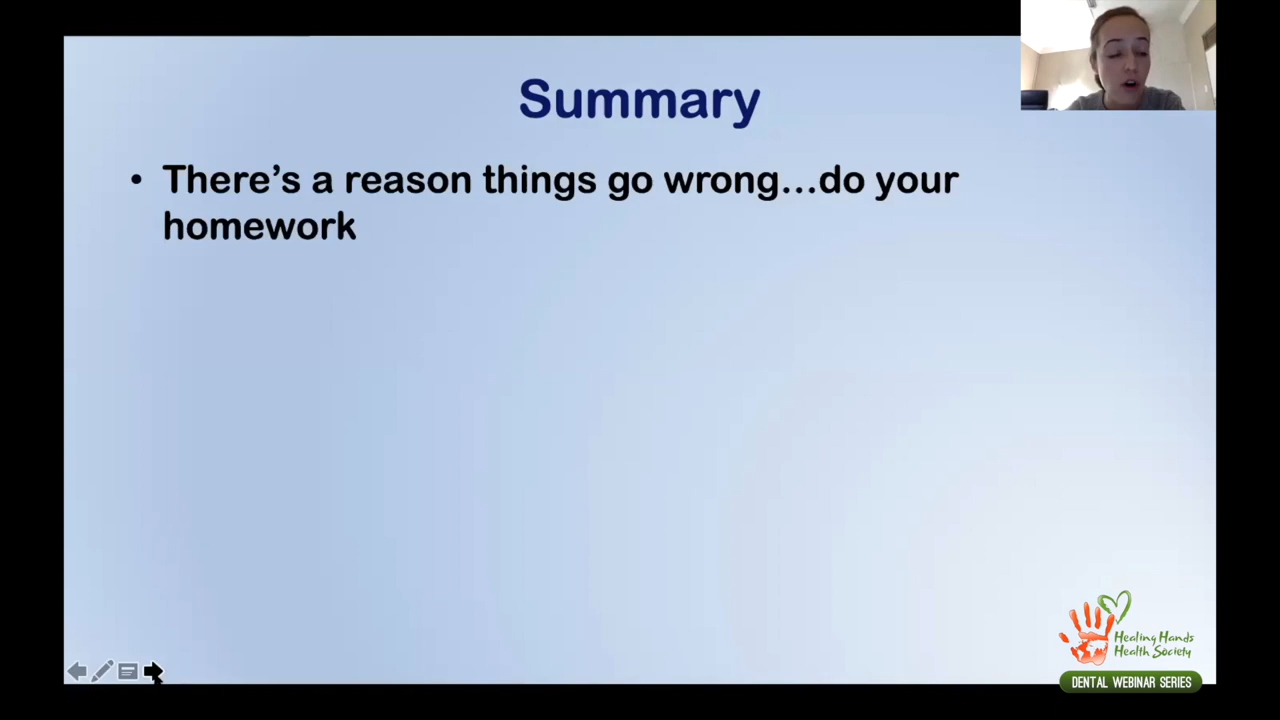 Summary
• There's a reason things go wrong...do your
homework
Healing Hands
Health Society
DENTAL WEBINAR SERIES